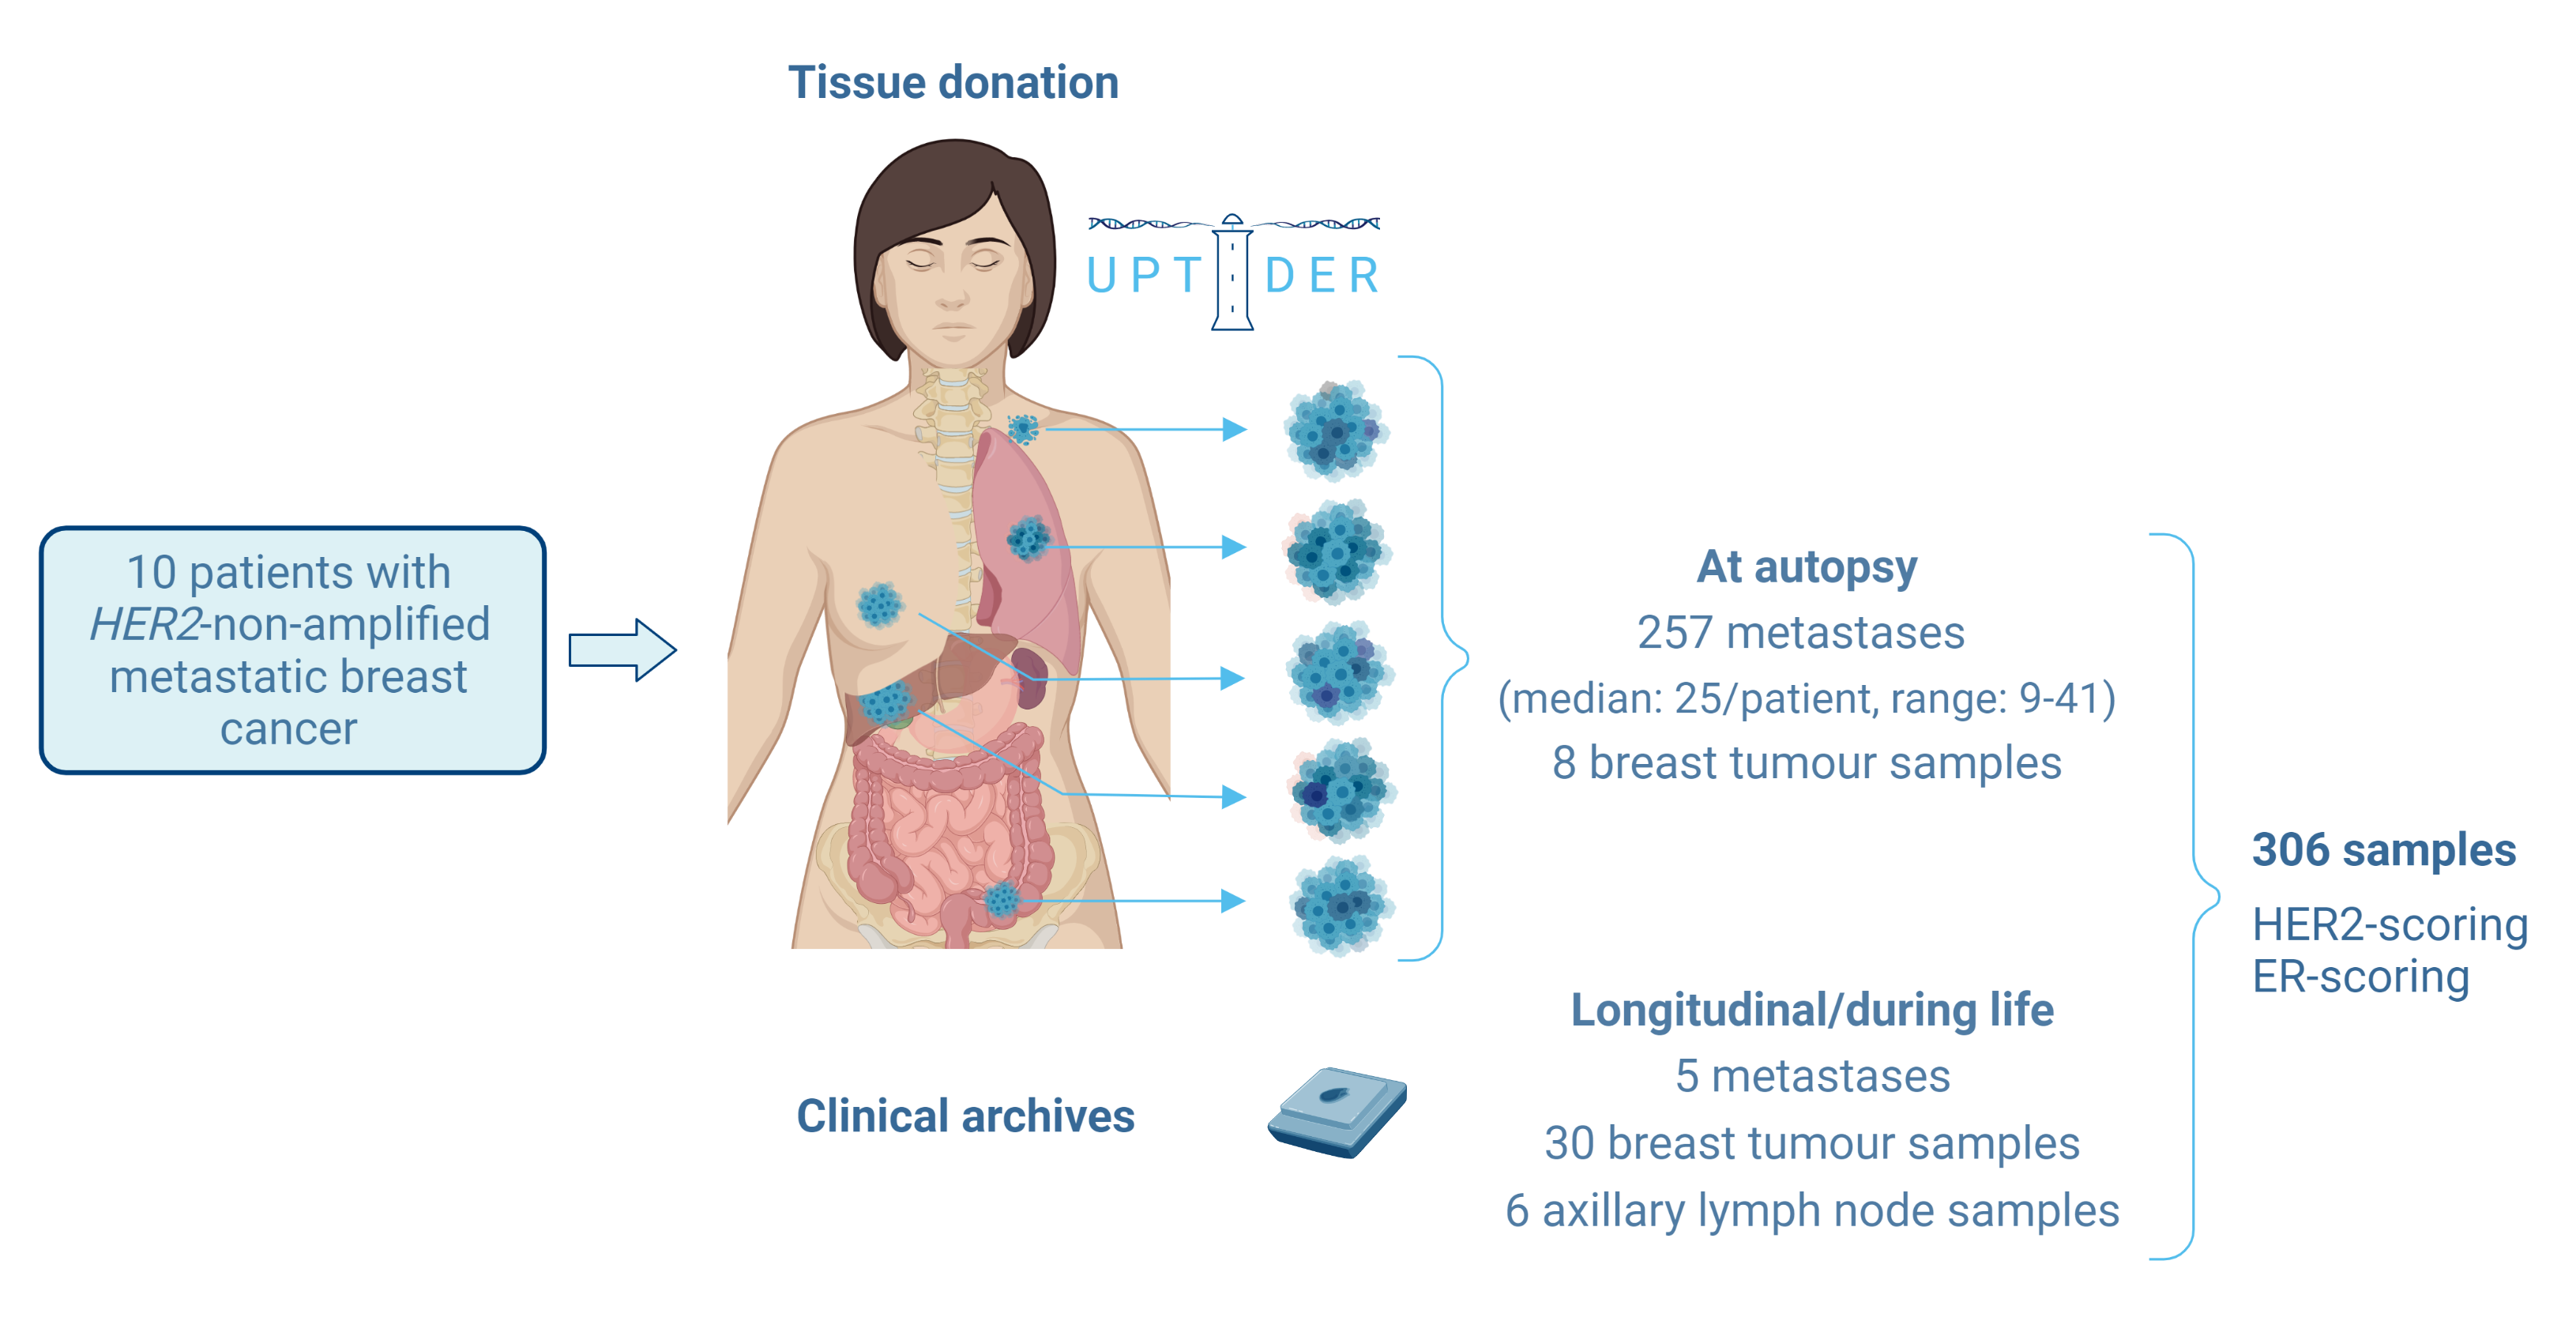 Tissue donation
UPTIDER
10 patients with
HER2-non-amplified
metastatic breast
cancer
At autopsy
257 metastases
(median: 25/patient, range: 9-41)
8 breast tumour samples
306 samples
HER2-scoring
ER-scoring
Longitudinal/during life
5 metastases
30 breast tumour samples
6 axillary lymph node samples
Clinical archives